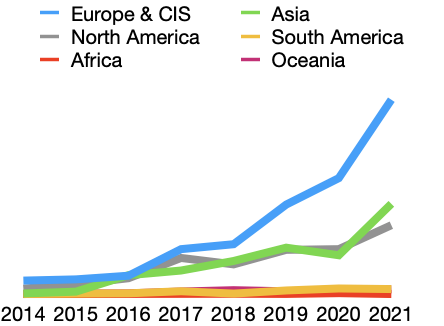 Europe & CIS Asia
North America South America
Africa Oceania
2014 2015 2016 2017 2018 2019 2020 2021